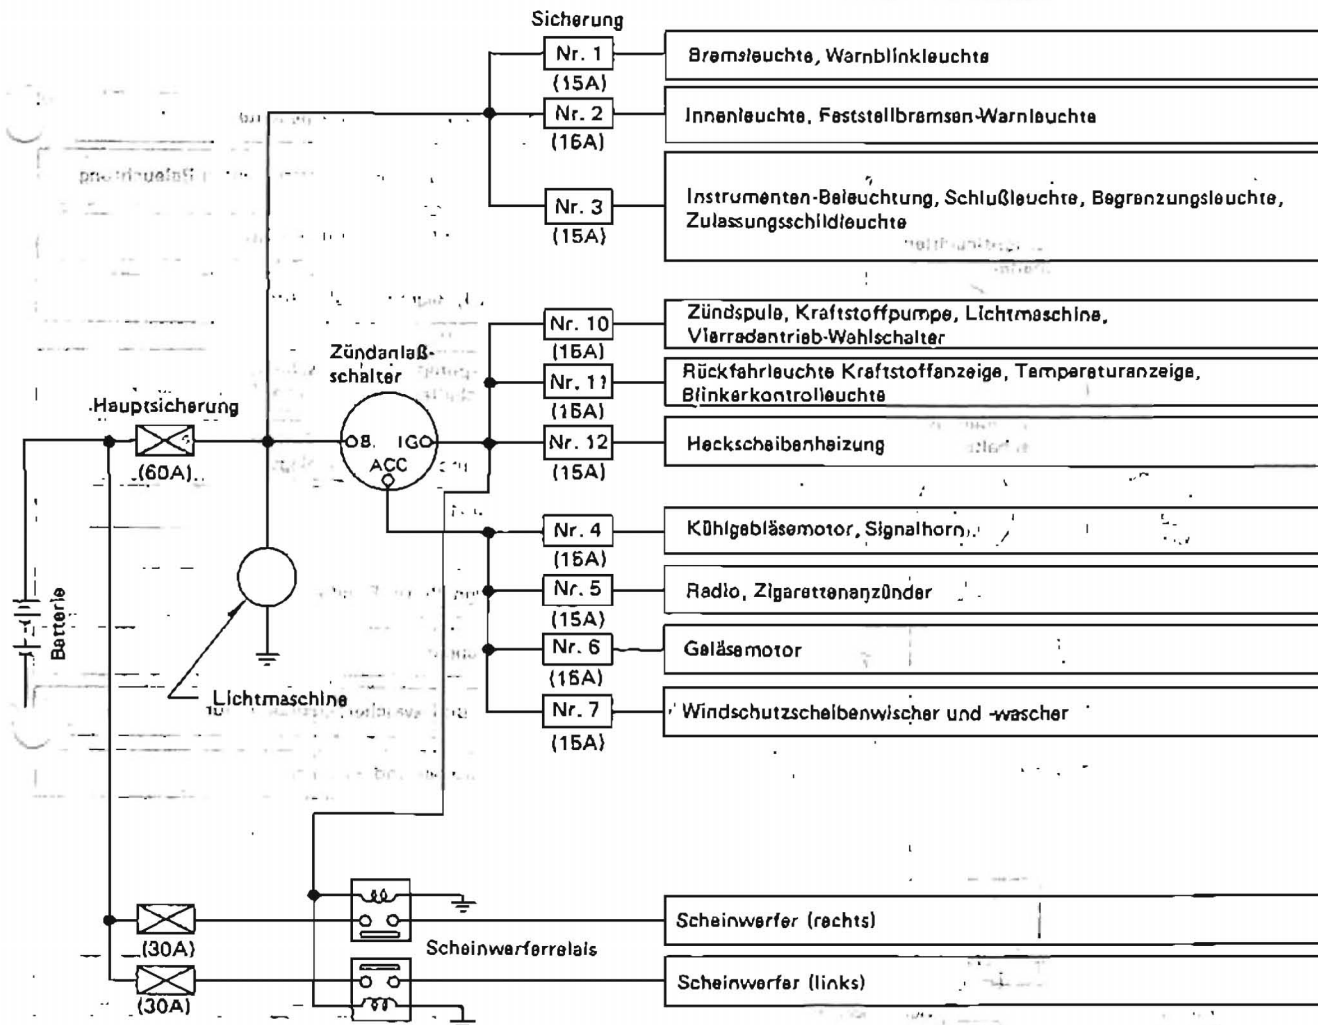 Sicherung
Nr. 1
(15A)
Bremsleuchte, Warnblinkleuchte
Nr. 2
(15A)
Innenleuchte, Feststellbremsen-Warnleuchte
Nr. 3
(15A)
Instrumenten-Beleuchtung, Schlußleuchte, Begrenzungsleuchte,
Zulassungsschildleuchte
Nr. 10
(15A)
Zündspule, Kraftstoffpumpe, Lichtmaschine,
Vierradantrieb-Wahlschalter
Nr. 11
(15A)
Rückfahrleuchte Kraftstoffanzeige, Temperaturanzeige,
Blinkerkontrolleuchte
Nr. 12
(15A)
Heckscheibenheizung
Zündanlaß-
schalter
B.
IG
ACC
Hauptsicherung
(60A)
Nr. 4
(15A)
Kühlgebläsemotor, Signalhorn
Nr. 5
(15A)
Radio, Zigarettenanzünder
Nr. 6
(15A)
Geläsemotor
Nr. 7
(15A)
Windschutzscheibenwischer und -wascher
Batterie
Lichtmaschine
(30A)
Scheinwerfer (rechts)
Scheinwerferrelais
(30A)
Scheinwerfer (links)